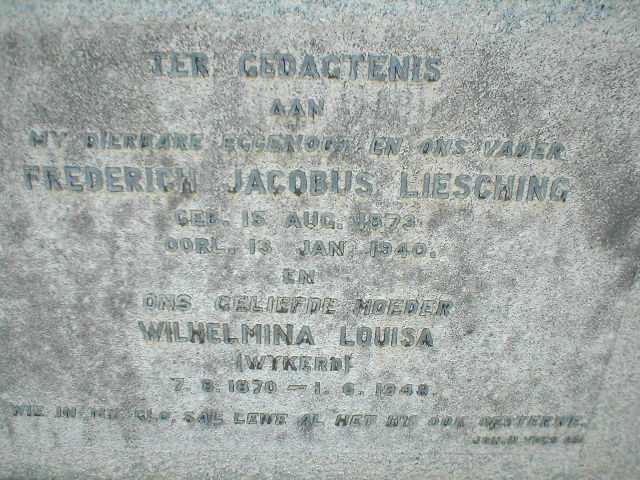 TER GEDAGTENIS
AAN
MY DIERBARE EGGENOOT EN ONS VADER
FREDERICH JACOBUS LIESCHING
GEB. 15 AUG. 1873.
OORL. 13 JAN. 1940.
EN
ONS GELIEFDE MOEDER
WILHELMINA LOUISA
(WYKERD)
7. 8. 1870 – 1. 6. 1948.
WIE IN MY GLO, SAL LEWE AL HET HY OOK GESTERWE.